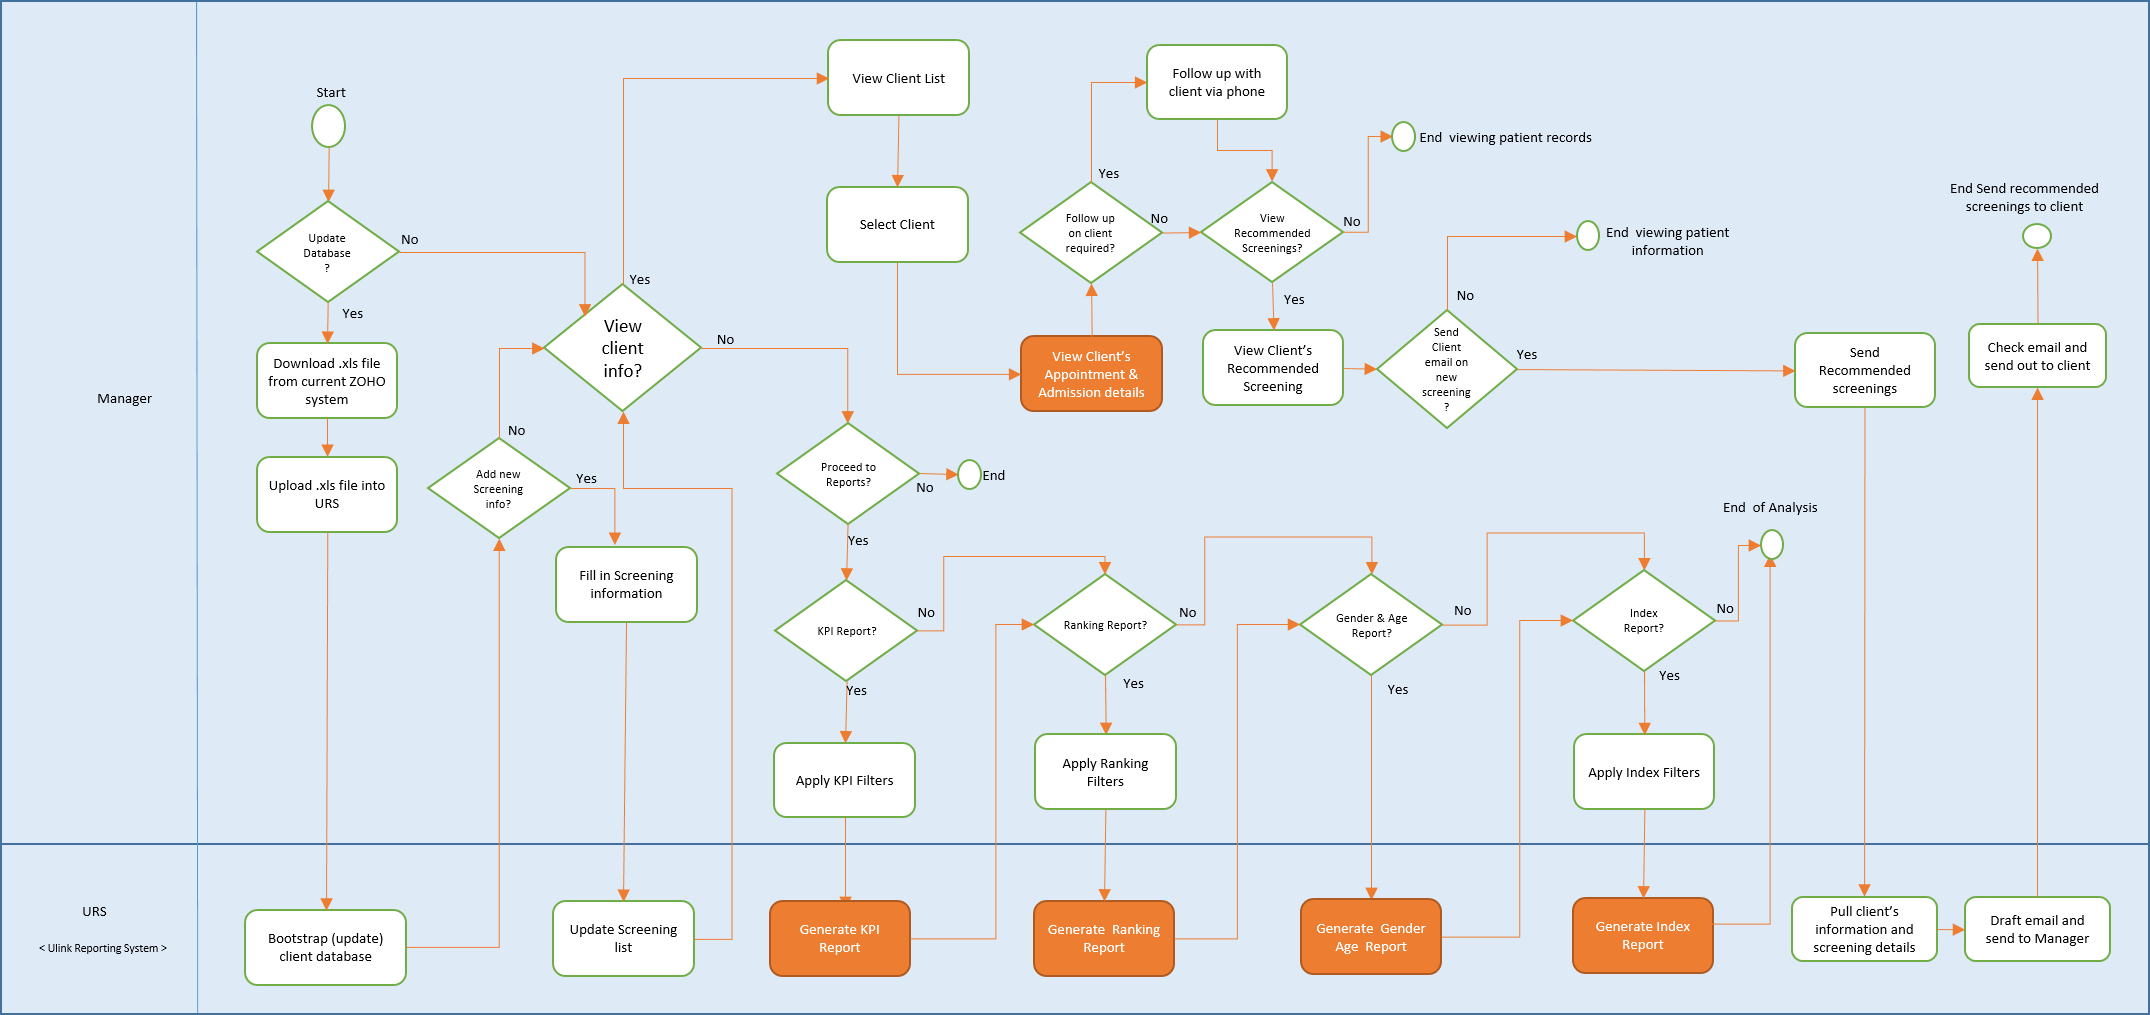 Manager
Start
Update
Database
?
No
Yes
Download .xls file
from current ZOHO
system
Upload .xls file into
URS
Add new
Screening
info?
No
Yes
Fill in Screening
information
View
client
info?
Yes
No
View Client List
Select Client
View Client's
Appointment &
Admission details
Follow up
on client
required?
Yes
No
Follow up with
client via phone
View
Recommended
Screenings?
No
Yes
End  viewing patient records
View Client's
Recommended
Screening
Send
Client
email on
new
screening
?
No
Yes
End  viewing patient
information
Send
Recommended
screenings
End Send recommended
screenings to client
Check email and
send out to client
Proceed to
Reports?
No
End
Yes
KPI Report?
No
Yes
Apply KPI Filters
Ranking Report?
No
Yes
Apply Ranking
Filters
Gender & Age
Report?
No
Yes
Index
Report?
No
Yes
End  of Analysis
Apply Index Filters
URS
< Ulink Reporting System >
Bootstrap (update)
client database
Update Screening
list
Generate KPI
Report
Generate  Ranking
Report
Generate  Gender
Age  Report
Generate Index
Report
Pull client's
information and
screening details
Draft email and
send to Manager